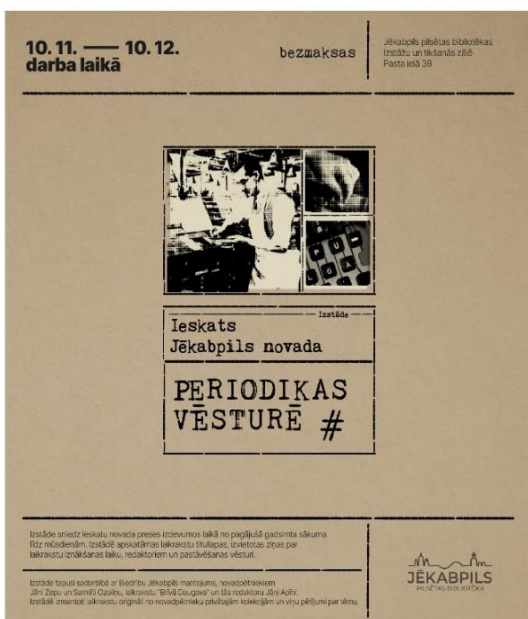 10. 11. — 10. 12.
darba laikā
bezmaksas
Jēkabpils pilsētas bibliotēkas
Izstāžu un tikšanās zālē
Pasta ielā 39
Izstāde
Ieskats
Jēkabpils novada
PERIODIKAS
VĒSTURĒ #
Izstāde sniedz ieskatu novada preses izdevumos laikā no pagājušā gadsimta sākuma
līdz mūsdienām. Izstādē apskatāmas laikrakstu titullapas, izvietotas ziņas par
laikrakstu iznākšanas laiku, redaktoriem un pastāvēšanas vēsturi.
Izstāde tapusi sadarbībā ar Biedrību Jēkabpils mantojums, novadpētniekiem
Jāni Zepu un Sarmīti Ozoliņu, laikrakstu "Brīvā Daugava" un tās redaktoru Jāni Apīni.
Izstādē izmantoti laikrakstu oriģināli no novadpētnieku privātajām kolekcijām un viņu pētījumi par tēmu.
JĒKABPILS
PILSĒTAS BIBLIOTĒKA